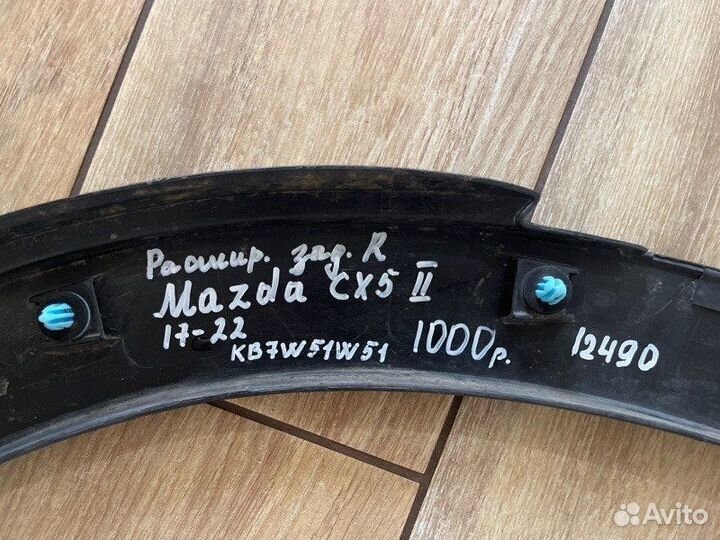 Расшир. зад. R
Mazda CX5 II
17-22
KB7W51W51
1000р.
12490
Avito